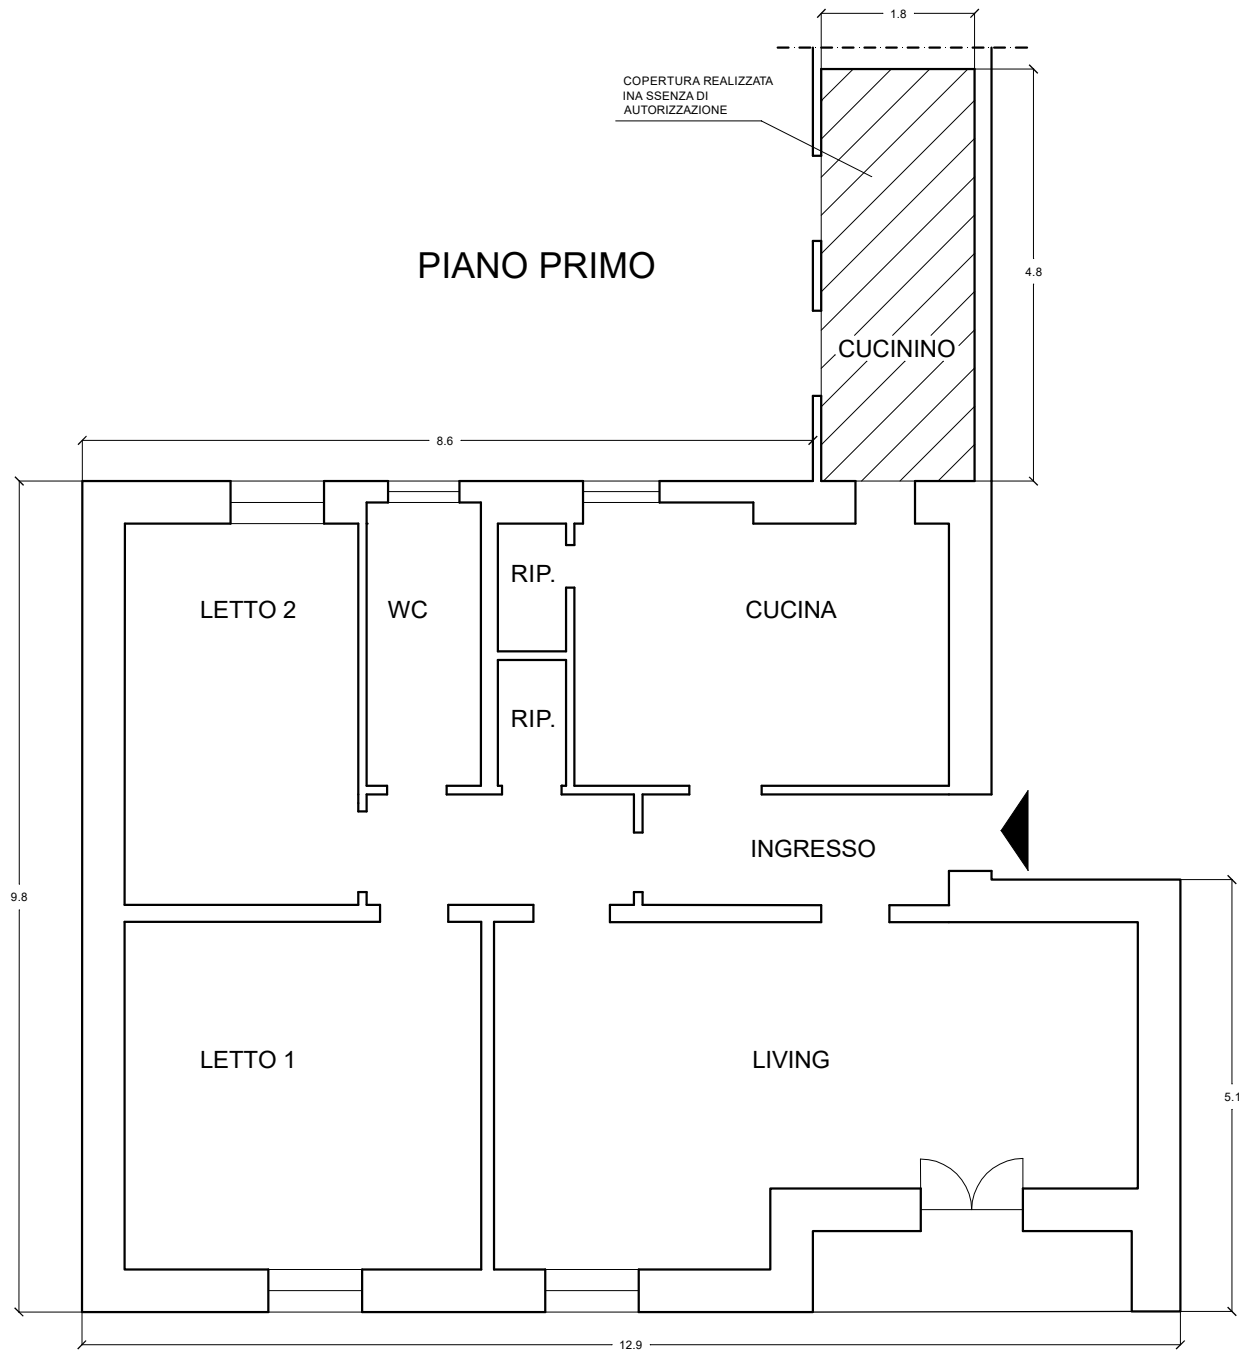 1.8
COPERTURA REALIZZATA
INA SSENZA DI
AUTORIZZAZIONE
PIANO PRIMO
4.8
CUCININO
8.6
RIP.
LETTO 2
WC
CUCINA
RIP.
INGRESSO
9.8
LETTO 1
LIVING
5.1
12.9